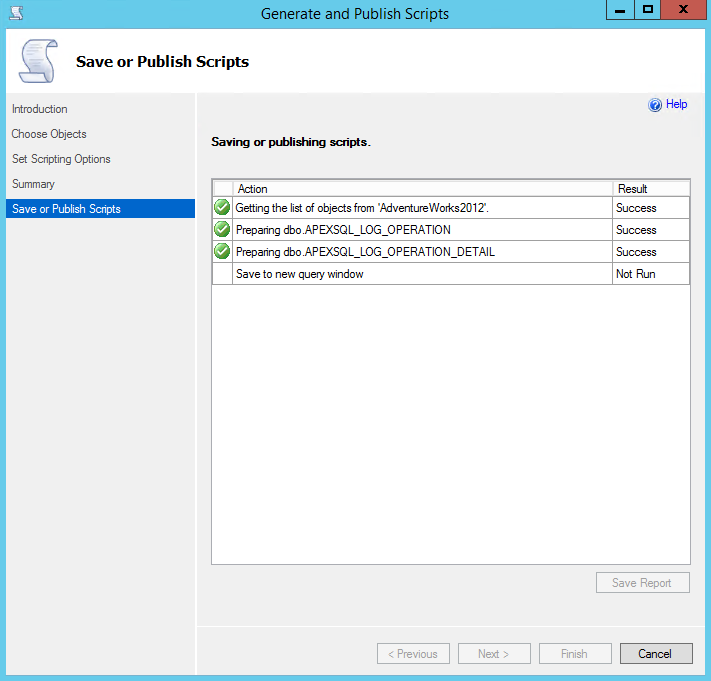 Generate and Publish Scripts
Save or Publish Scripts
Introduction
Choose Objects
Set Scripting Options
Summary
Save or Publish Scripts
Help
Saving or publishing scripts.
Action Result
Getting the list of objects from 'AdventureWorks2012'. Success
Preparing dbo.APEXSQL_LOG_OPERATION Success
Preparing dbo.APEXSQL_LOG_OPERATION_DETAIL Success
Save to new query window Not Run
Save Report
< Previous Next > Finish Cancel